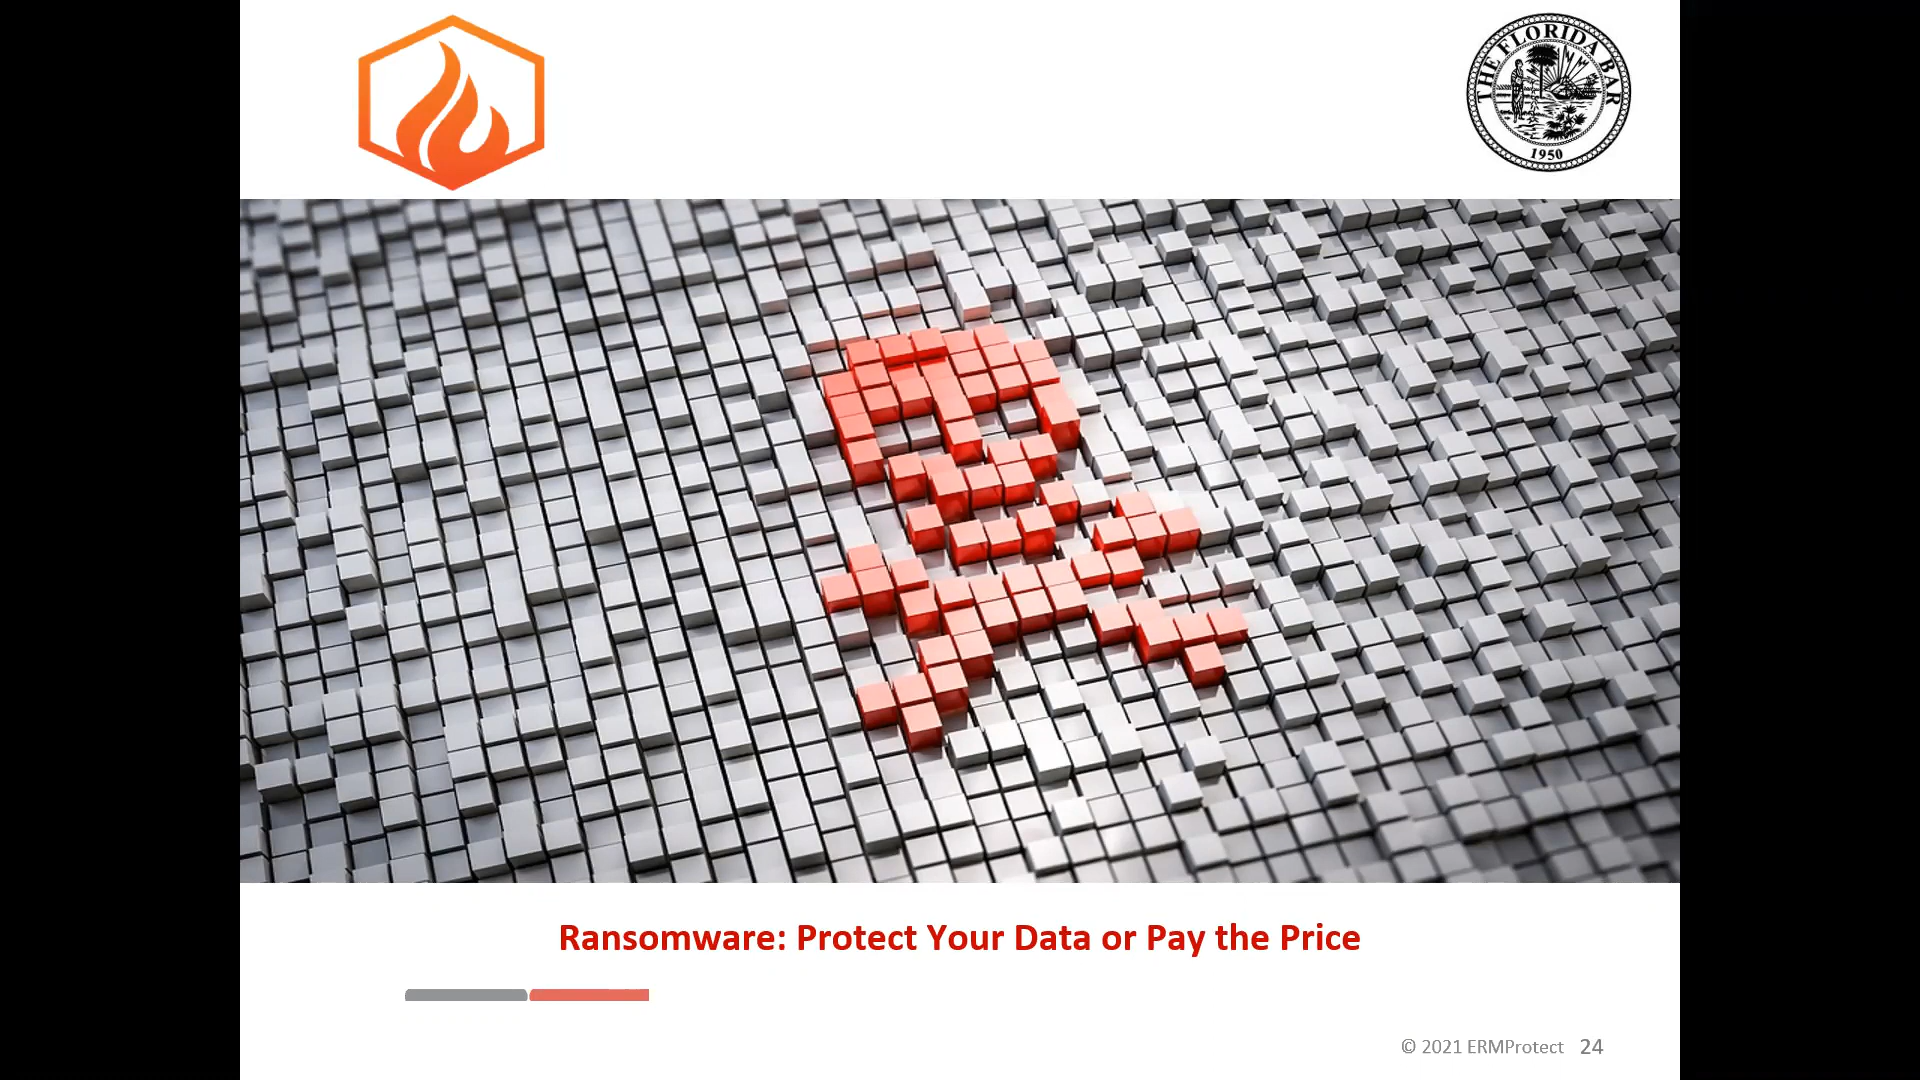 THE FLORIDA BAR
1950
Ransomware: Protect Your Data or Pay the Price
© 2021 ERMProtect 24